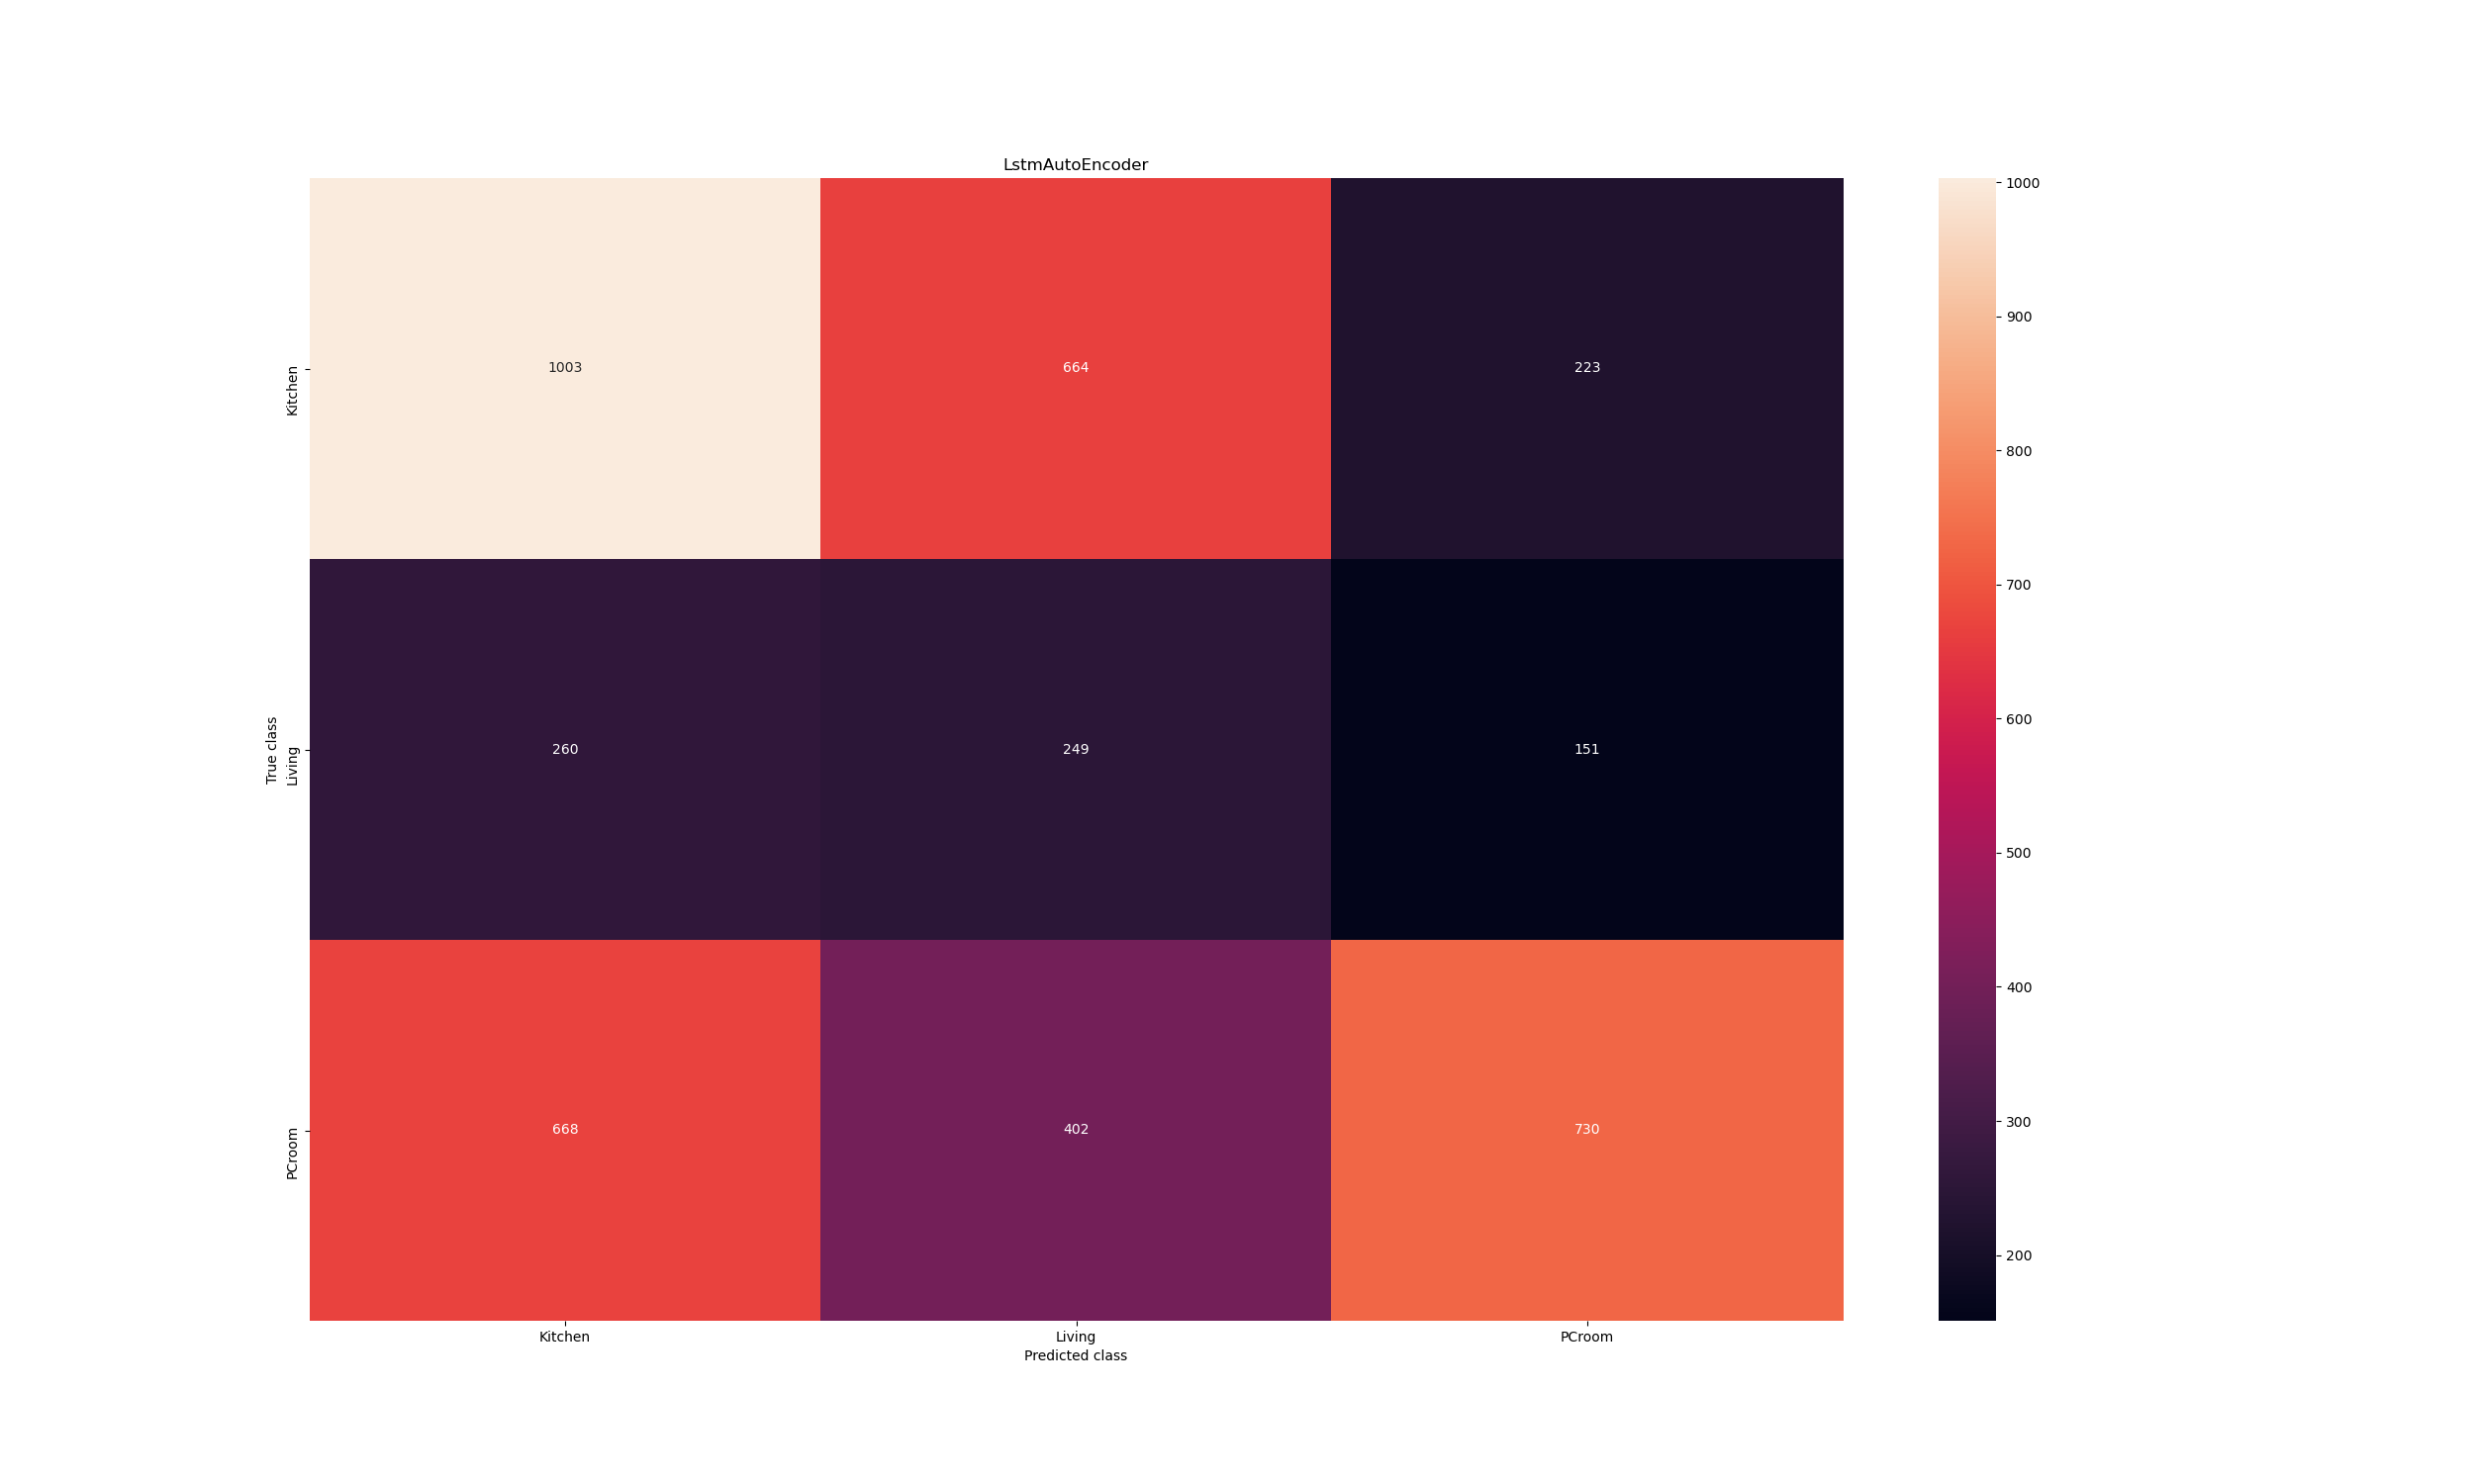 LstmAutoEncoder
1003 664 223
260 249 151
668 402 730
Kitchen
Living
PCroom
True class
Kitchen Living PCroom
Predicted class
1000
900
800
700
600
500
400
300
200